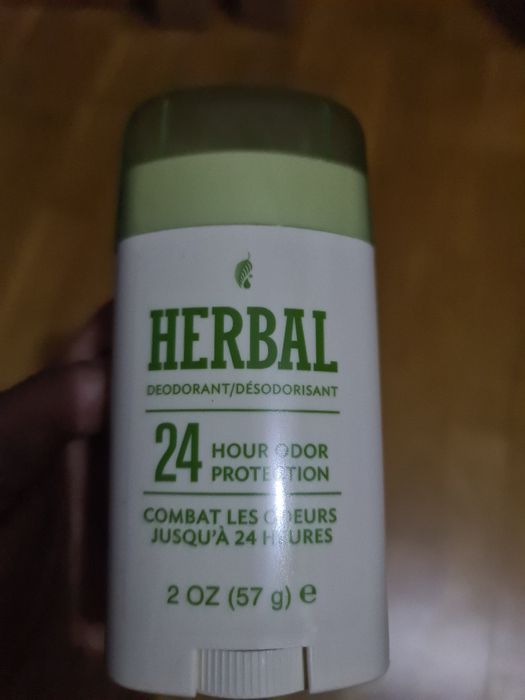 HERBAL
DEODORANT/DÉSODORISANT
24 HOUR ODOR
PROTECTION
COMBAT LES ODEURS
JUSQU'À 24 HEURES
2 OZ (57 g) e